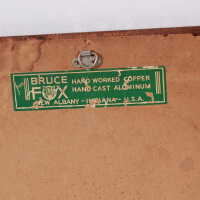 BRUCE FOX HAND WORKED COPPER
HAND CAST ALUMINUM
NEW ALBANY - INDIANA - U.S.A.